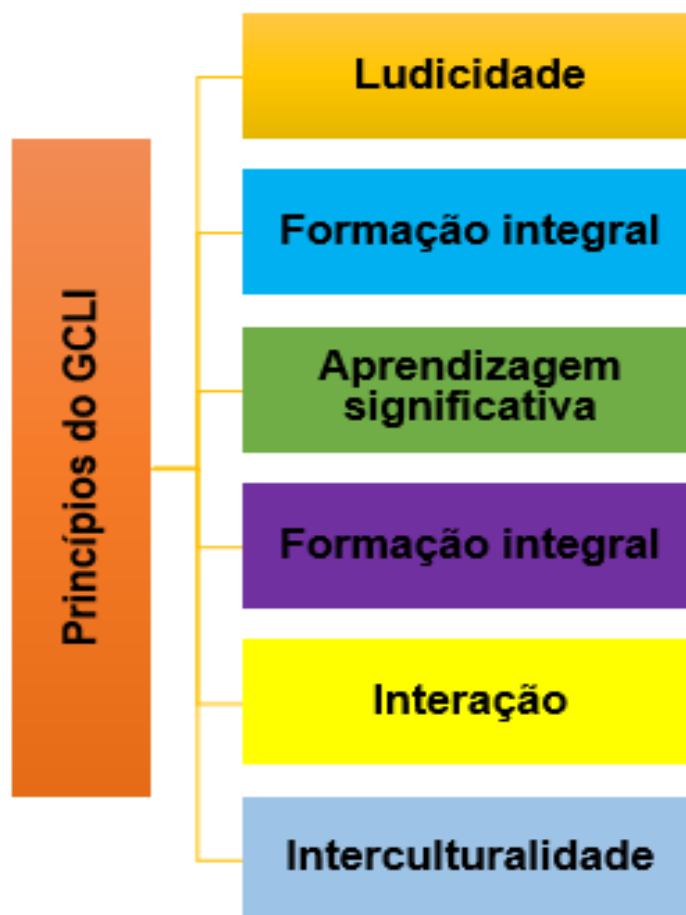 Princípios do GCLI
Ludicidade
Formação integral
Aprendizagem
significativa
Formação integral
Interação
Interculturalidade